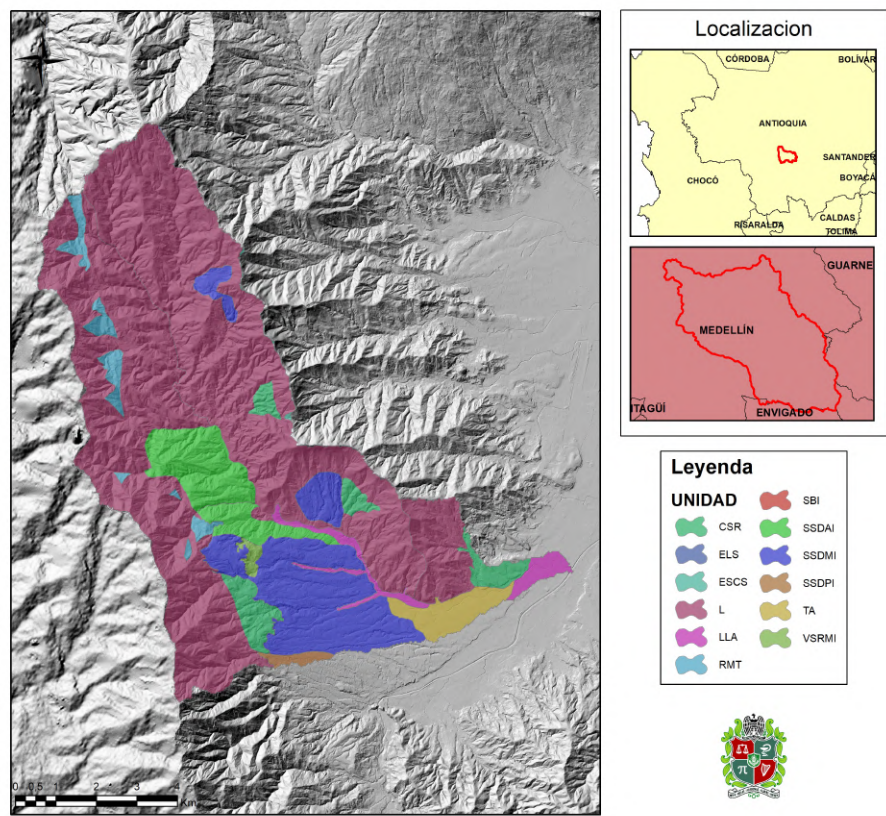 Localizacion
CÓRDOBA
BOLÍVAR
ANTIOQUIA
SANTANDER
BOYACÁ
CHOCÓ
CALDAS
RISARALDA
TOLIMA
GUARNE
MEDELLÍN
ITAGÜÍ
ENVIGADO
Leyenda
UNIDAD
CSR
ELS
ESCS
L
LLA
RMT
SBI
SSDAI
SSDMI
SSDPI
TA
VSRMI
0 0,5 1 2 3 4
Km